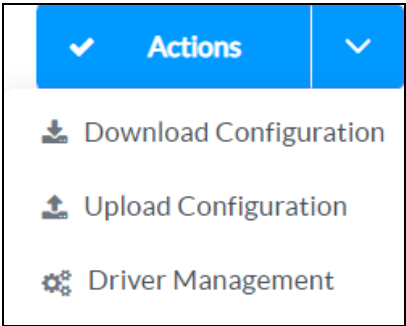 Actions
Download Configuration
Upload Configuration
Driver Management